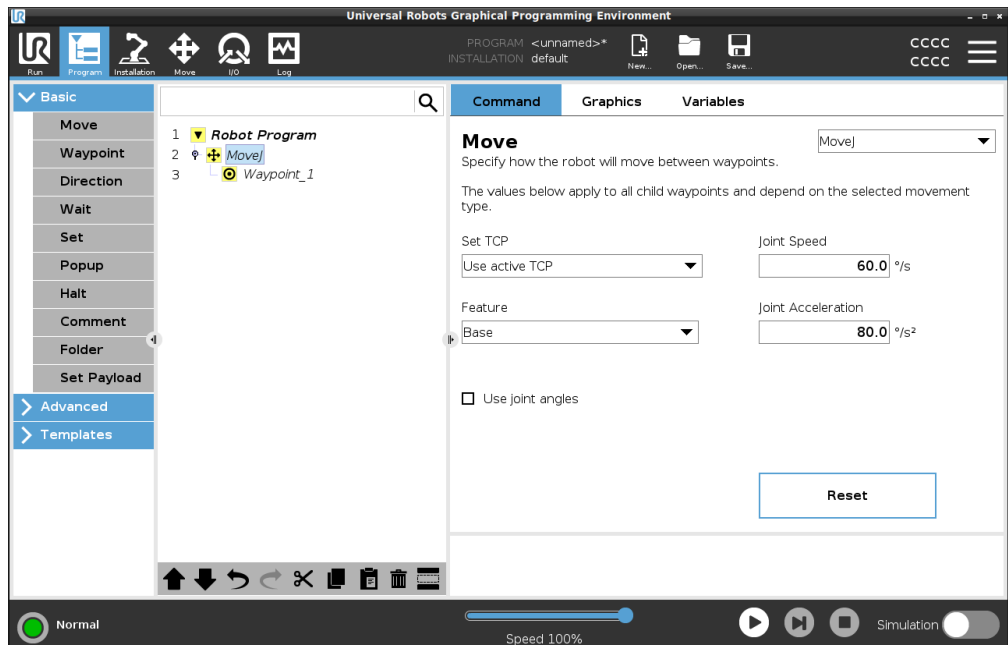 Universal Robots Graphical Programming Environment
UR
Run
Program
Installation
Move
I/O
Log
PROGRAM <unnamed>*
INSTALLATION default
New...
Open...
Save...
CCCC
CCCC
Basic
Move
Waypoint
Direction
Wait
Set
Popup
Halt
Comment
Folder
Set Payload
Advanced
Templates
1 Robot Program
2 MoveJ
3 Waypoint_1
Command Graphics Variables
Move
MoveJ
Specify how the robot will move between waypoints.
The values below apply to all child waypoints and depend on the selected movement
type.
Set TCP
Joint Speed
Use active TCP
60.0 °/s
Feature
Joint Acceleration
Base
80.0 °/s²
Use joint angles
Reset
Normal
Speed 100%
Simulation